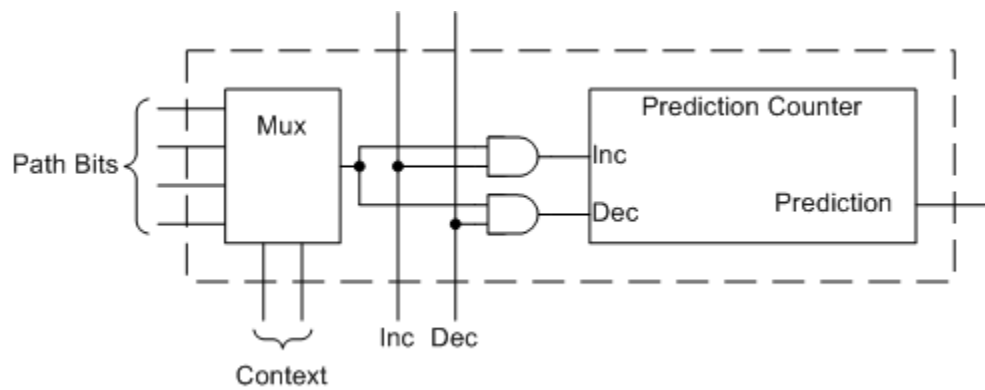 Mux
Prediction Counter
Path Bits
Inc
Dec
Prediction
Inc Dec
Context